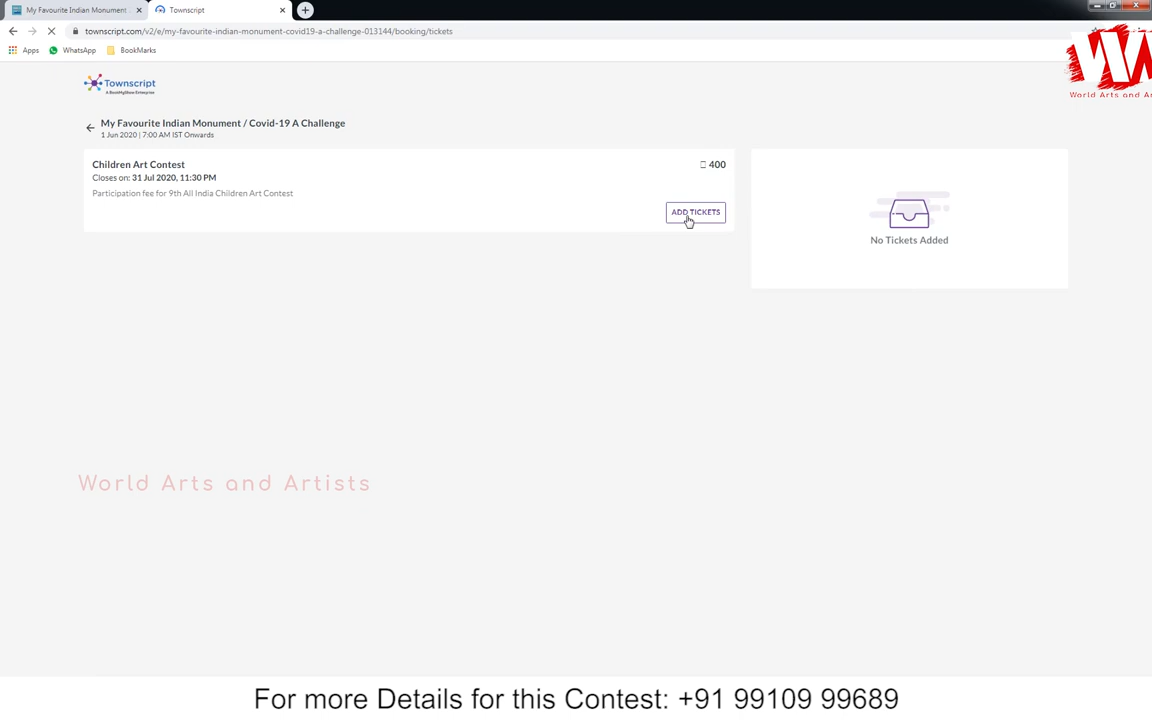 My Favourite Indian Monument
Townscript
townscript.com/v2/e/my-favourite-indian-monument-covid19-a-challenge-013144/booking/tickets
Apps
WhatsApp
BookMarks
World Arts and Ar
Townscript
A BookMyShow Enterprise
My Favourite Indian Monument / Covid-19 A Challenge
1 Jun 2020 | 7:00 AM IST Onwards
Children Art Contest
400
Closes on: 31 Jul 2020, 11:30 PM
Participation fee for 9th All India Children Art Contest
ADD TICKETS
No Tickets Added
World Arts and Artists
For more Details for this Contest: +91 99109 99689